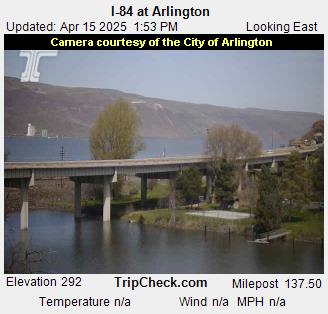 I-84 at Arlington
Updated: Apr 15 2025 1:53 PM Looking East
Camera courtesy of the City of Arlington
Elevation 292 TripCheck.com Milepost 137.50
Temperature n/a Wind n/a MPH n/a